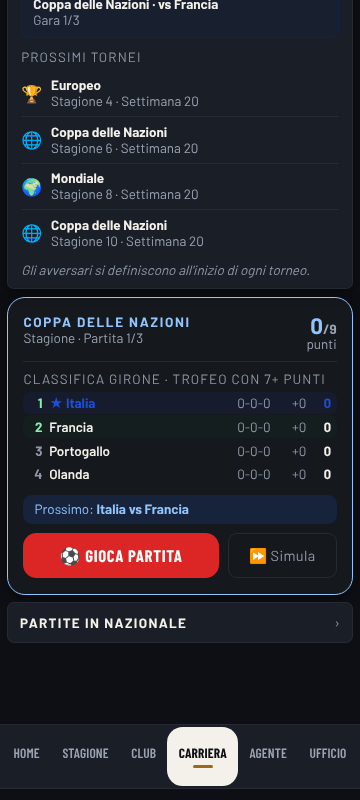 Coppa delle Nazioni · vs Francia
Gara 1/3
PROSSIMI TORNEI
Europeo
Stagione 4 · Settimana 20
Coppa delle Nazioni
Stagione 6 · Settimana 20
Mondiale
Stagione 8 · Settimana 20
Coppa delle Nazioni
Stagione 10 · Settimana 20
Gli avversari si definiscono all'inizio di ogni torneo.
COPPA DELLE NAZIONI 0/9
Stagione · Partita 1/3 punti
CLASSIFICA GIRONE · TROFEO CON 7+ PUNTI
1 ★ Italia 0-0-0 +0 0
2 Francia 0-0-0 +0 0
3 Portogallo 0-0-0 +0 0
4 Olanda 0-0-0 +0 0
Prossimo: Italia vs Francia
⚽ GIOCA PARTITA ⏩ Simula
PARTITE IN NAZIONALE ›
HOME STAGIONE CLUB CARRIERA AGENTE UFFICIO